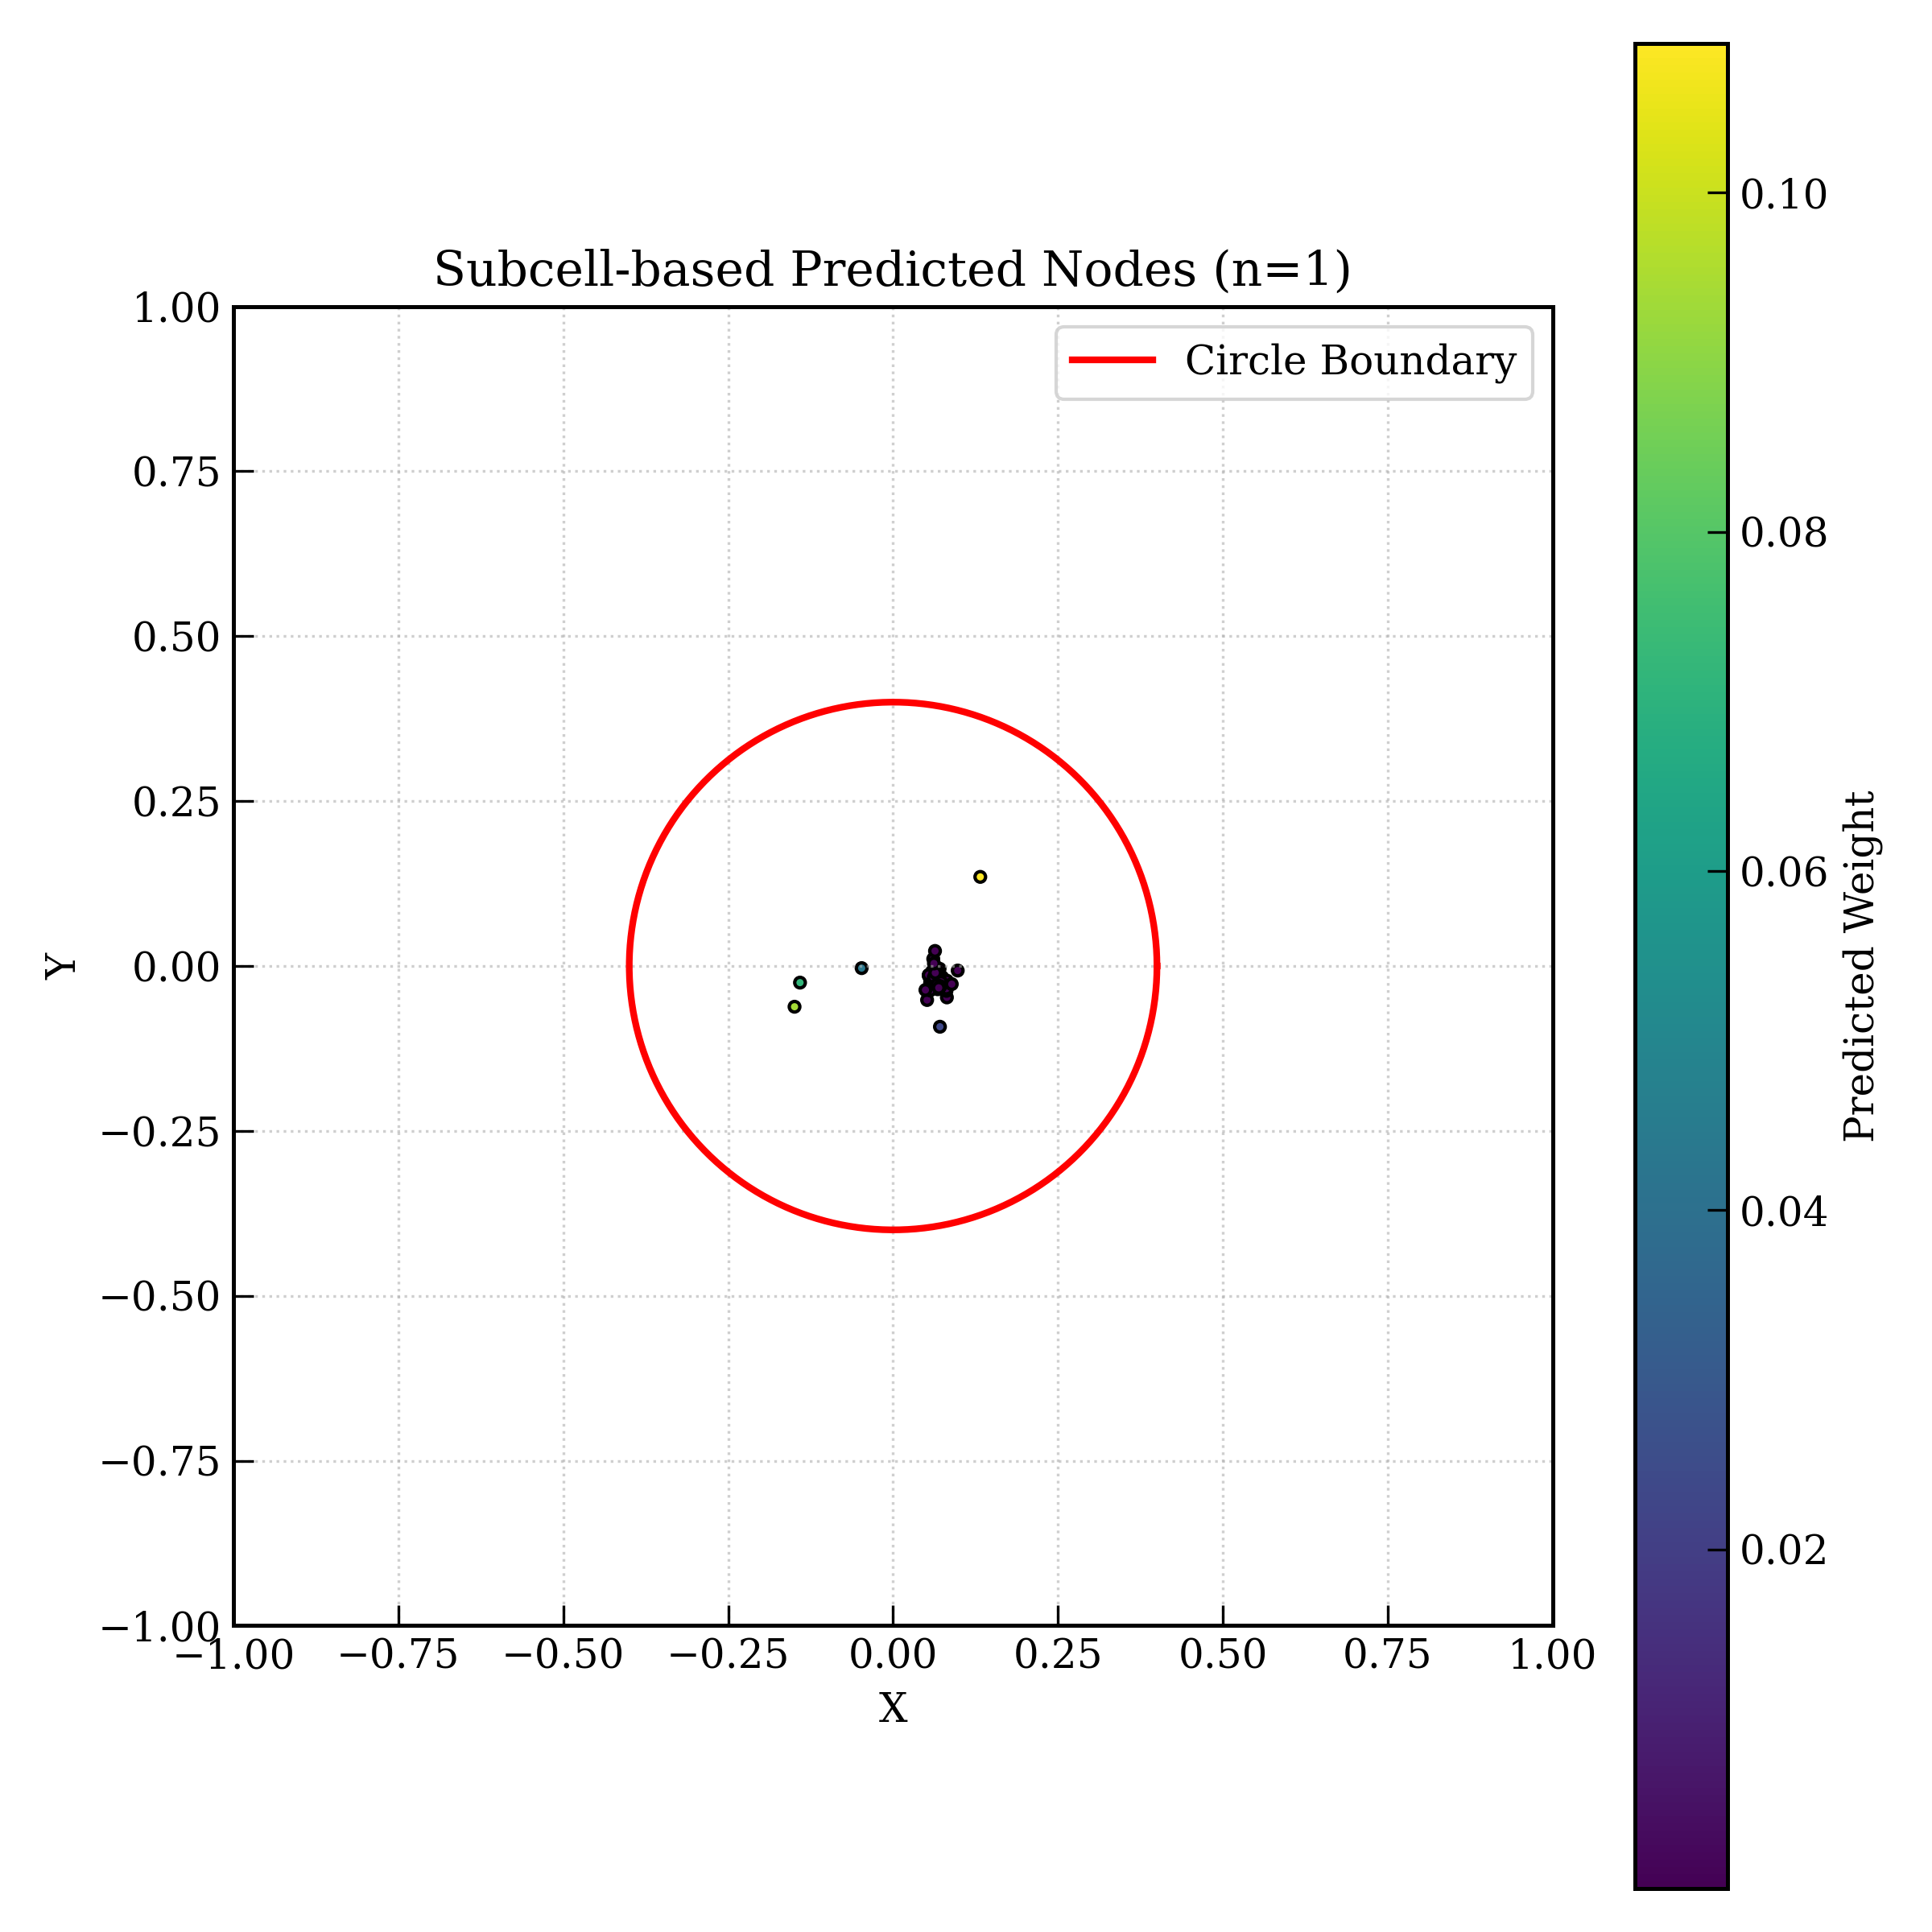 Subcell-based Predicted Nodes (n=1)
Circle Boundary
1.00
0.75
0.50
0.25
0.00
−0.25
−0.50
−0.75
−1.00
Y
−1.00 −0.75 −0.50 −0.25 0.00 0.25 0.50 0.75 1.00
X
0.10
0.08
0.06
0.04
0.02
Predicted Weight